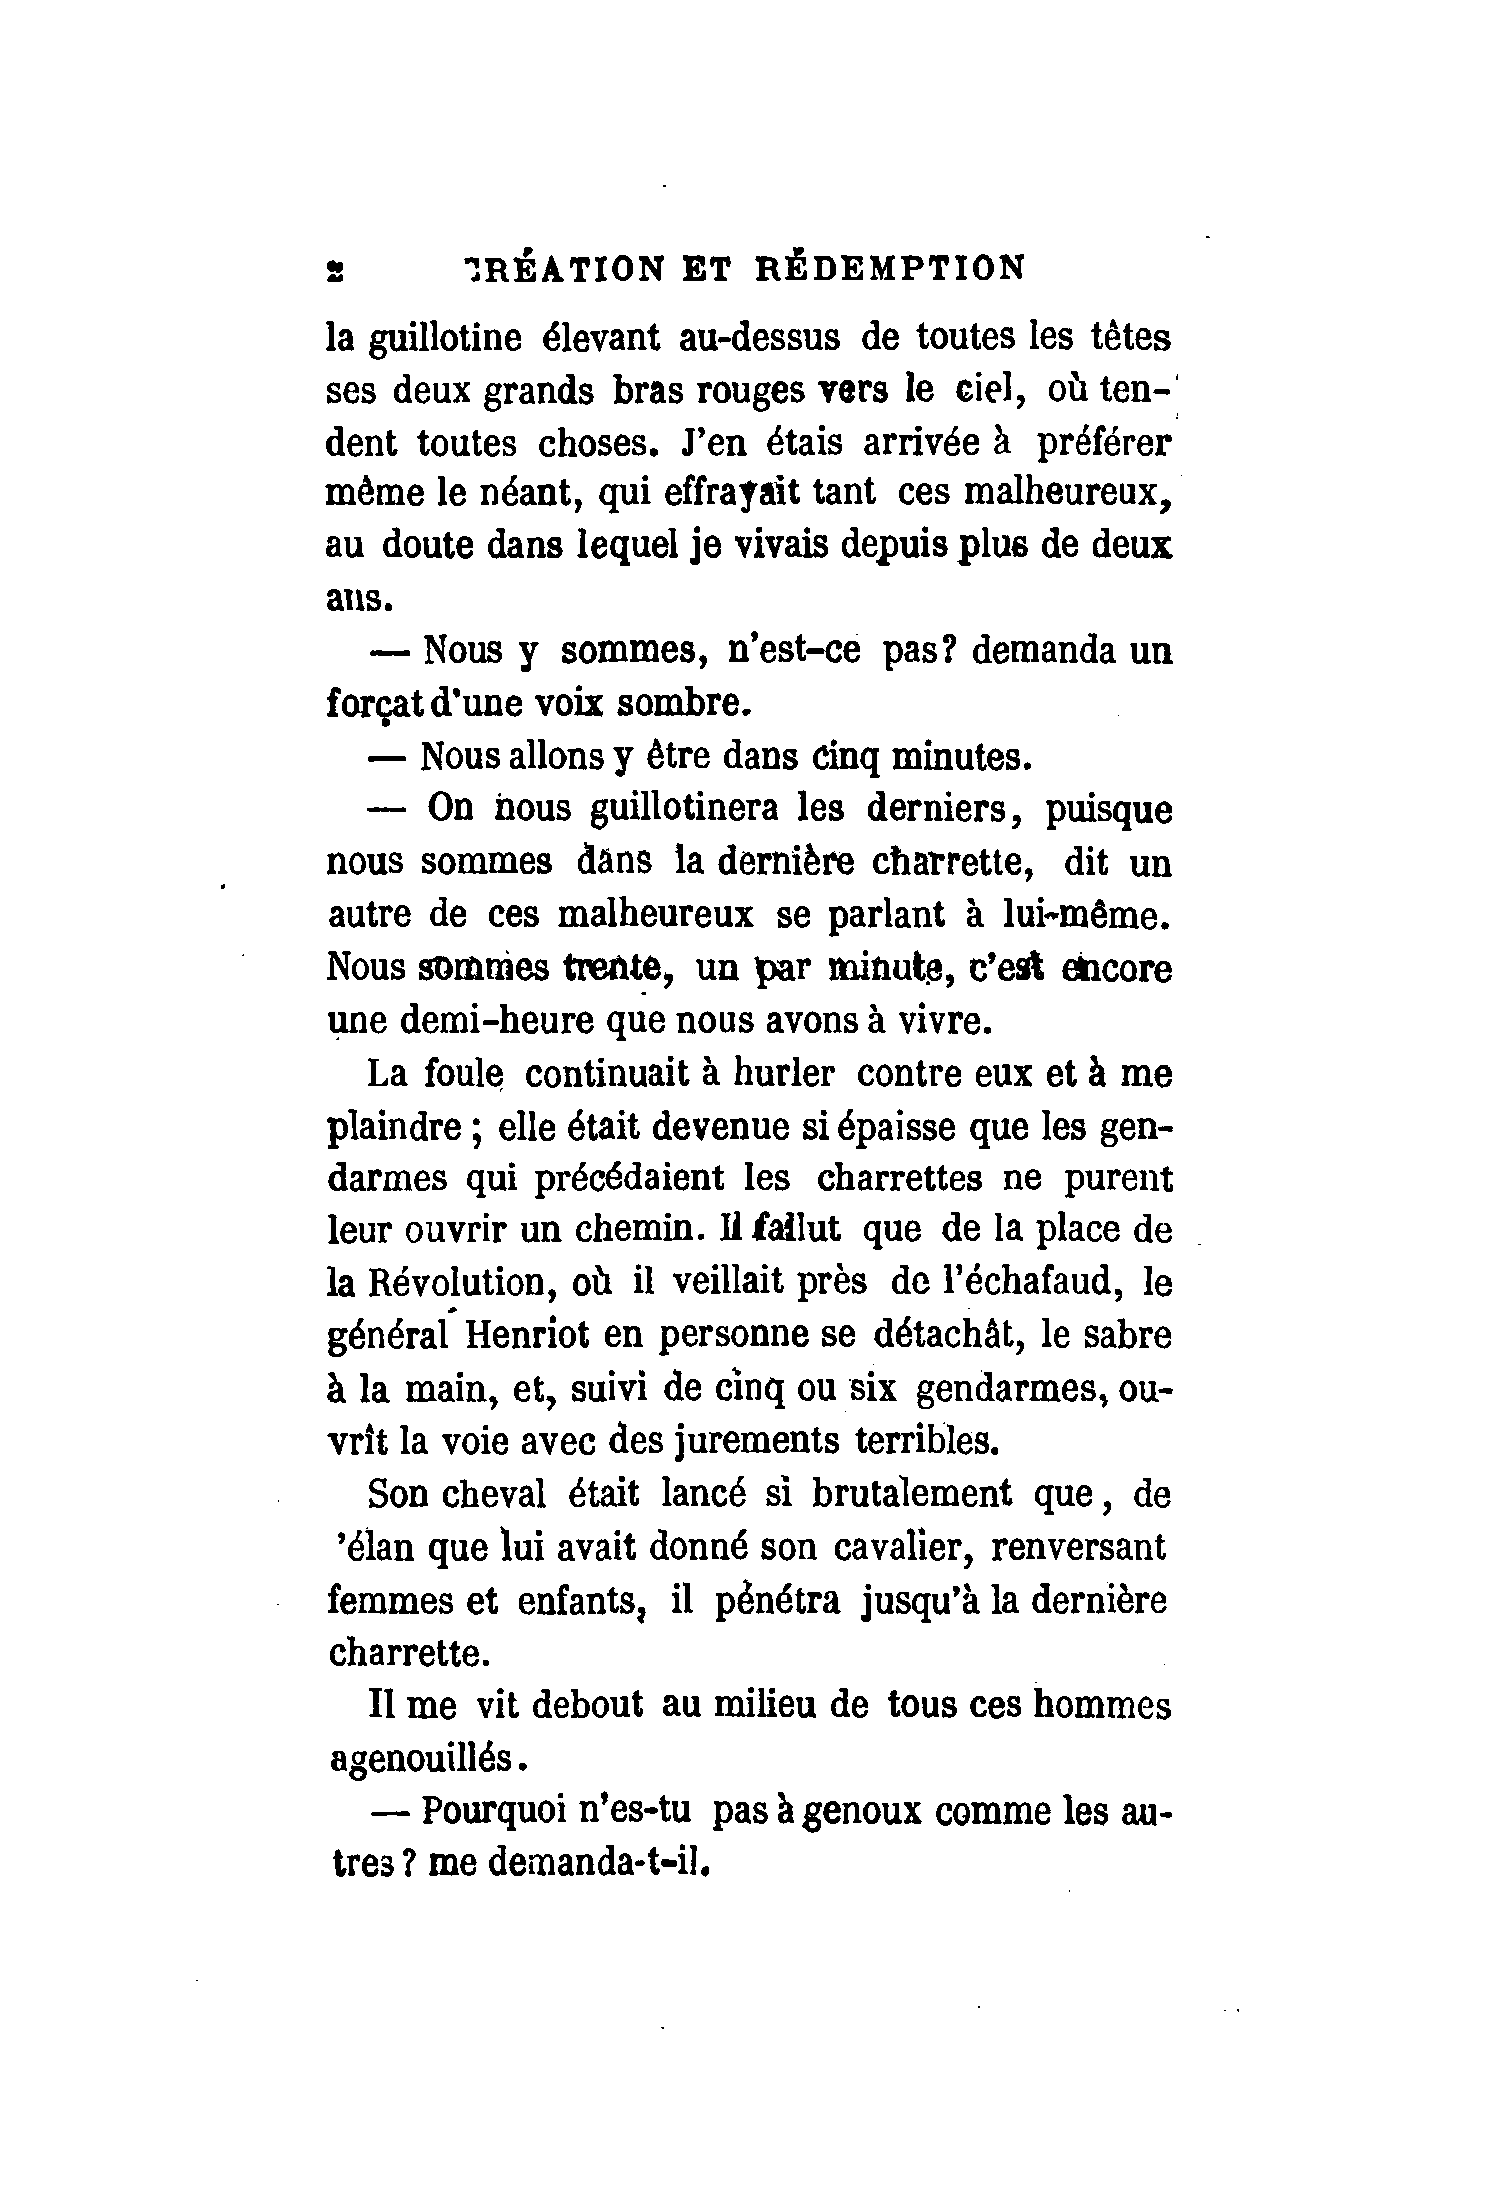 2 CRÉATION ET RÉDEMPTION
la guillotine élevant au-dessus de toutes les têtes
ses deux grands bras rouges vers le ciel, où ten-
dent toutes choses. J'en étais arrivée à préférer
même le néant, qui effrayait tant ces malheureux,
au doute dans lequel je vivais depuis plus de deux
ans.
— Nous y sommes, n'est-ce pas? demanda un
forçat d'une voix sombre.
— Nous allons y être dans cinq minutes.
— On nous guillotinera les derniers, puisque
nous sommes dans la dernière charrette, dit un
autre de ces malheureux se parlant à lui-même.
Nous sommes trente, un par minute, c'est encore
une demi-heure que nous avons à vivre.
La foule continuait à hurler contre eux et à me
plaindre ; elle était devenue si épaisse que les gen-
darmes qui précédaient les charrettes ne purent
leur ouvrir un chemin. Il fallut que de la place de
la Révolution, où il veillait près de l'échafaud, le
général Henriot en personne se détachât, le sabre
à la main, et, suivi de cinq ou six gendarmes, ou-
vrît la voie avec des jurements terribles.
Son cheval était lancé si brutalement que, de
'élan que lui avait donné son cavalier, renversant
femmes et enfants, il pénétra jusqu'à la dernière
charrette.
Il me vit debout au milieu de tous ces hommes
agenouillés.
— Pourquoi n'es-tu pas à genoux comme les au-
tres ? me demanda-t-il.